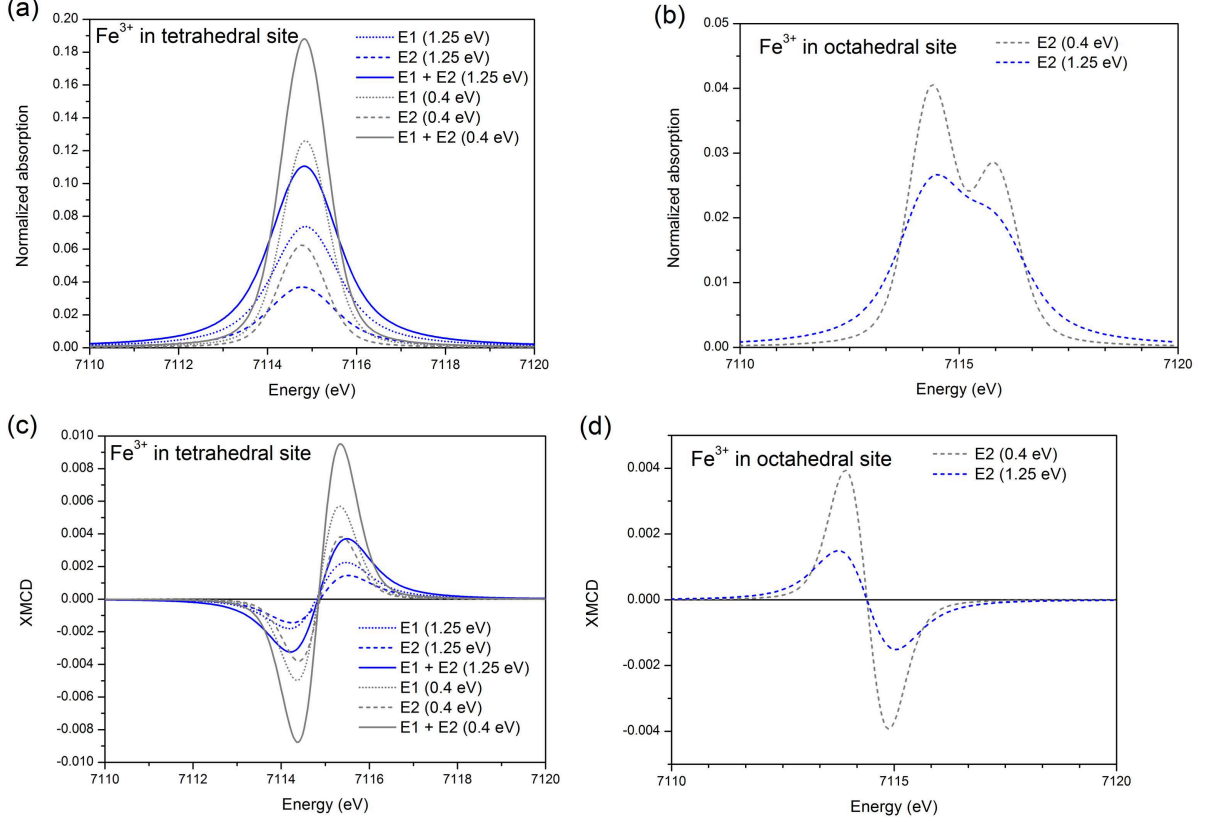 (a)
Fe³⁺ in tetrahedral site
E1 (1.25 eV)
E2 (1.25 eV)
E1 + E2 (1.25 eV)
E1 (0.4 eV)
E2 (0.4 eV)
E1 + E2 (0.4 eV)
0.20
0.18
0.16
0.14
0.12
0.10
0.08
0.06
0.04
0.02
0.00
Normalized absorption
7110
7112
7114
7116
7118
7120
Energy (eV)
(b)
Fe³⁺ in octahedral site
E2 (0.4 eV)
E2 (1.25 eV)
0.05
0.04
0.03
0.02
0.01
0.00
Normalized absorption
7110
7115
7120
Energy (eV)
(c)
Fe³⁺ in tetrahedral site
0.010
0.008
0.006
0.004
0.002
0.000
-0.002
-0.004
-0.006
-0.008
-0.010
XMCD
E1 (1.25 eV)
E2 (1.25 eV)
E1 + E2 (1.25 eV)
E1 (0.4 eV)
E2 (0.4 eV)
E1 + E2 (0.4 eV)
7110
7112
7114
7116
7118
7120
Energy (eV)
(d)
Fe³⁺ in octahedral site
E2 (0.4 eV)
E2 (1.25 eV)
0.004
0.002
0.000
-0.002
-0.004
XMCD
7110
7115
7120
Energy (eV)